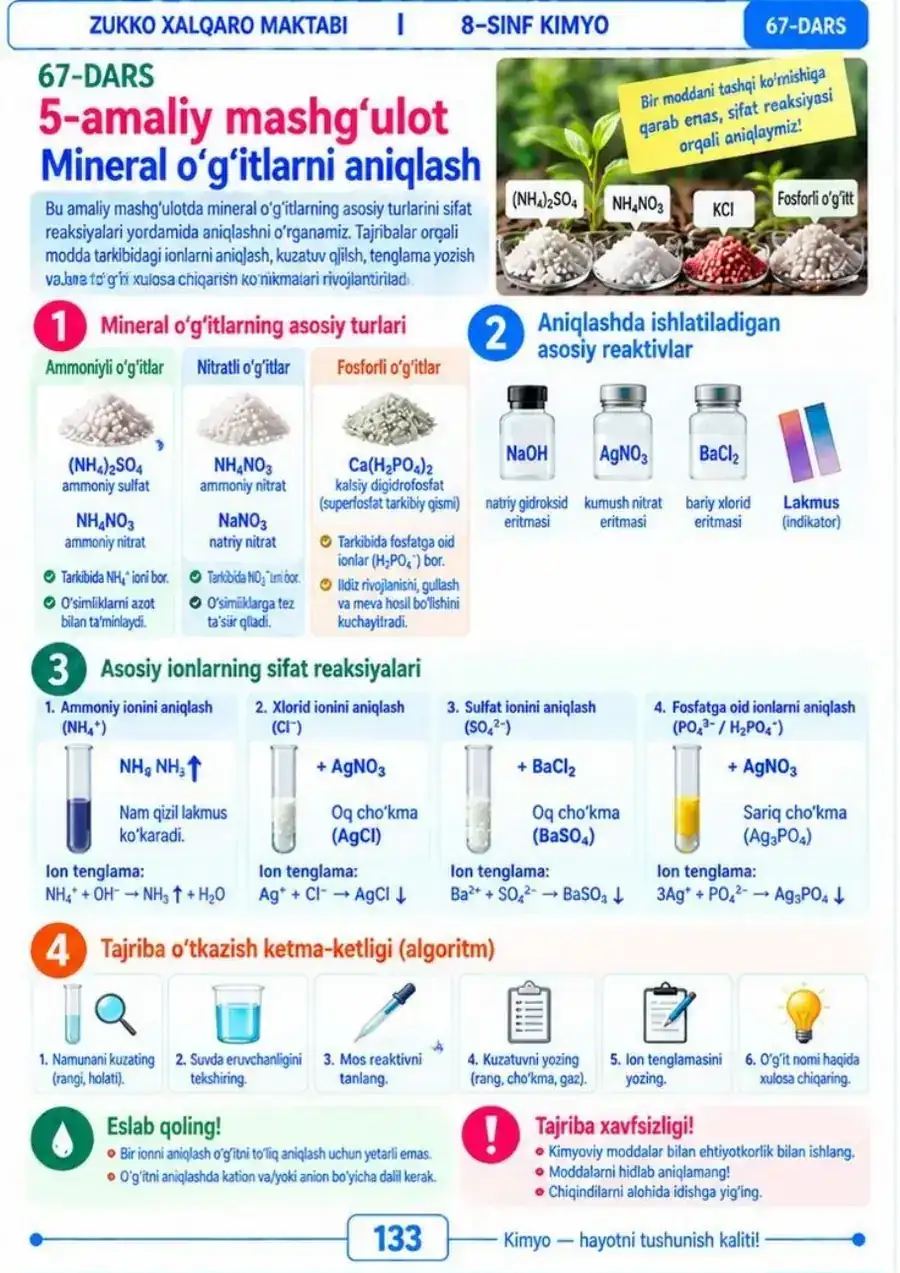 ZUKKO XALQARO MAKTABI | 8–SINF KIMYO
67-DARS
67-DARS
5-amaliy mashg‘ulot
Mineral o‘g‘itlarni aniqlash
Bu amaliy mashg‘ulotda mineral o‘g‘itlarning asosiy turlarini sifat
reaksiyalari yordamida aniqlashni o‘rganamiz. Tajribalar orqali
modda tarkibidagi ionlarni aniqlash, kuzatuv qilish, tenglama yozish
xulosa chiqarish ko‘nikmalari rivojlantiriladi
Bir moddani tashqi ko‘rnishiga
qarab emas, sifat reaksiyasi
orqali aniqlaymiz!
(NH₄)₂SO₄
NH₄NO₃
KCl
Fosforli o‘g‘itt
1 Mineral o‘g‘itlarning asosiy turlari
Ammoniyli o‘g‘itlar
(NH₄)₂SO₄
ammoniy sulfat
NH₄NO₃
ammoniy nitrat
Tarkibida NH₄⁺ ioni bor.
O‘simliklarni azot
bilan ta‘minlaydi.
Nitratli o‘g‘itlar
NH₄NO₃
ammoniy nitrat
NaNO₃
natriy nitrat
Tarkibida NO₃⁻ bor.
O‘simliklarga tez
ta‘sir qiladi.
Fosforli o‘g‘itlar
Ca(H₂PO₄)₂
kalsiy digidrofosfat
(superfosfat tarkibiy qismi)
Tarkibida fosfatga oid
ionlar (H₂PO₄⁻) bor.
Ildiz rivojlanishi, gullash
va meva hosil bo‘lishini
kuchayitradi.
2 Aniqlashda ishlatiladigan
asosiy reaktivlar
NaOH
natriy gidroksid
eritmasi
AgNO₃
kumush nitrat
eritmasi
BaCl₂
bariy xlorid
eritmasi
Lakmus
(indikator)
3 Asosiy ionlarning sifat reaksiyalari
1. Ammoniy ionini aniqlash
(NH₄⁺)
NH₃ NH₃↑
Nam qizil lakmus
ko‘karadi.
Ion tenglama:
NH₄⁺ + OH⁻ → NH₃ ↑ + H₂O
2. Xlorid ionini aniqlash
(Cl⁻)
+ AgNO₃
Oq cho‘kma
(AgCl)
Ion tenglama:
Ag⁺ + Cl⁻ → AgCl ↓
3. Sulfat ionini aniqlash
(SO₄²⁻)
+ BaCl₂
Oq cho‘kma
(BaSO₄)
Ion tenglama:
Ba²⁺ + SO₄²⁻ → BaSO₃ ↓
4. Fosfatga oid ionlarni aniqlash
(PO₄³⁻ / H₂PO₄⁻)
+ AgNO₃
Sariq cho‘kma
(Ag₃PO₄)
Ion tenglama:
3Ag⁺ + PO₄²⁻ → Ag₃PO₄ ↓
4 Tajriba o‘tkazish ketma-ketligi (algoritm)
1. Namunani kuzating
(rangi, holati).
2. Suvda eruvchanligini
tekshiring.
3. Mos reaktivni
tanlang.
4. Kuzatuvni yozing
(rang, cho‘kma, gaz).
5. Ion tenglamasini
yozing.
6. O‘g‘it nomi haqida
xulosa chiqaring.
Eslab qoling!
Bir ionni aniqlash o‘g‘itni to‘liq aniqlash uchun yetarli emas.
O‘g‘itni aniqlashda kation va/yoki anion bo‘yicha dalil kerak.
! Tajriba xavfsizligi!
Kimyoviy moddalar bilan ehtiyotkorlik bilan ishlang.
Moddalarni hidlab aniqlamang!
Chiqindilarni alohida idishga yig‘ing.
133
Kimyo — hayotni tushunish kaliti!